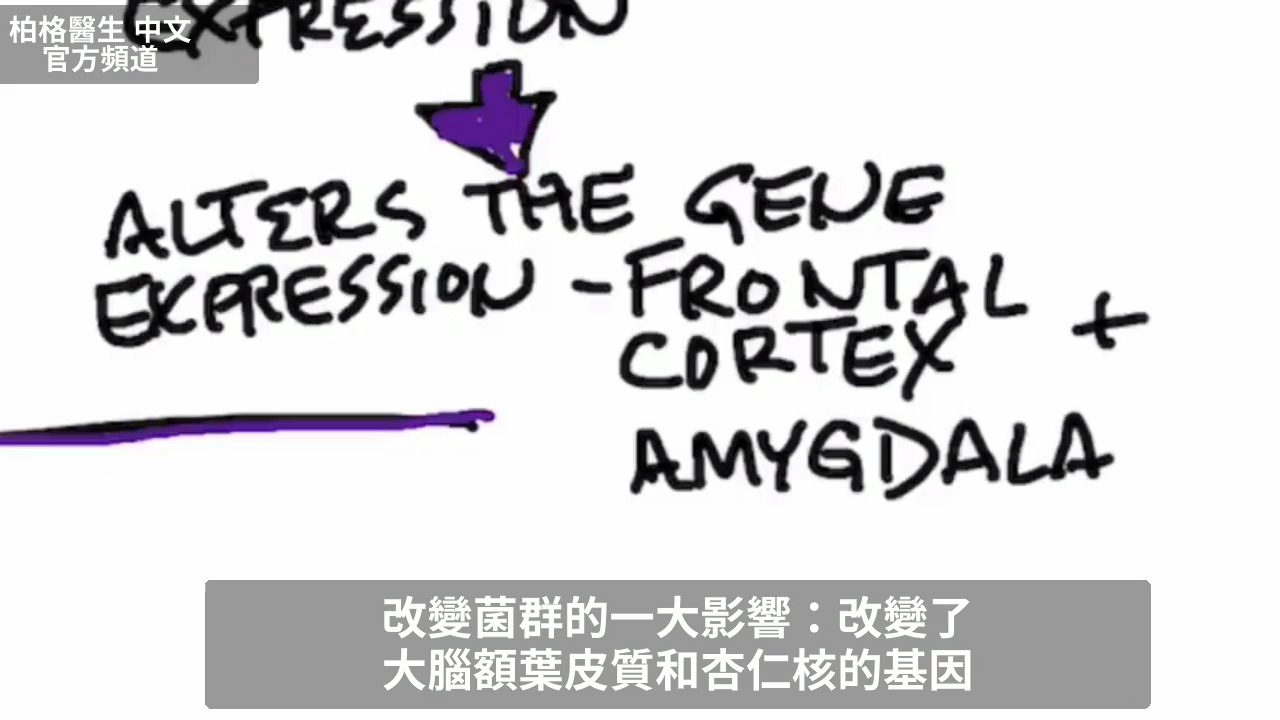 柏格醫生 中文
官方頻道
EXPRESSION
ALTERS THE GENE
EXPRESSION - FRONTAL
CORTEX +
AMYGDALA
改變菌群的一大影響：改變了
大腦額葉皮質和杏仁核的基因